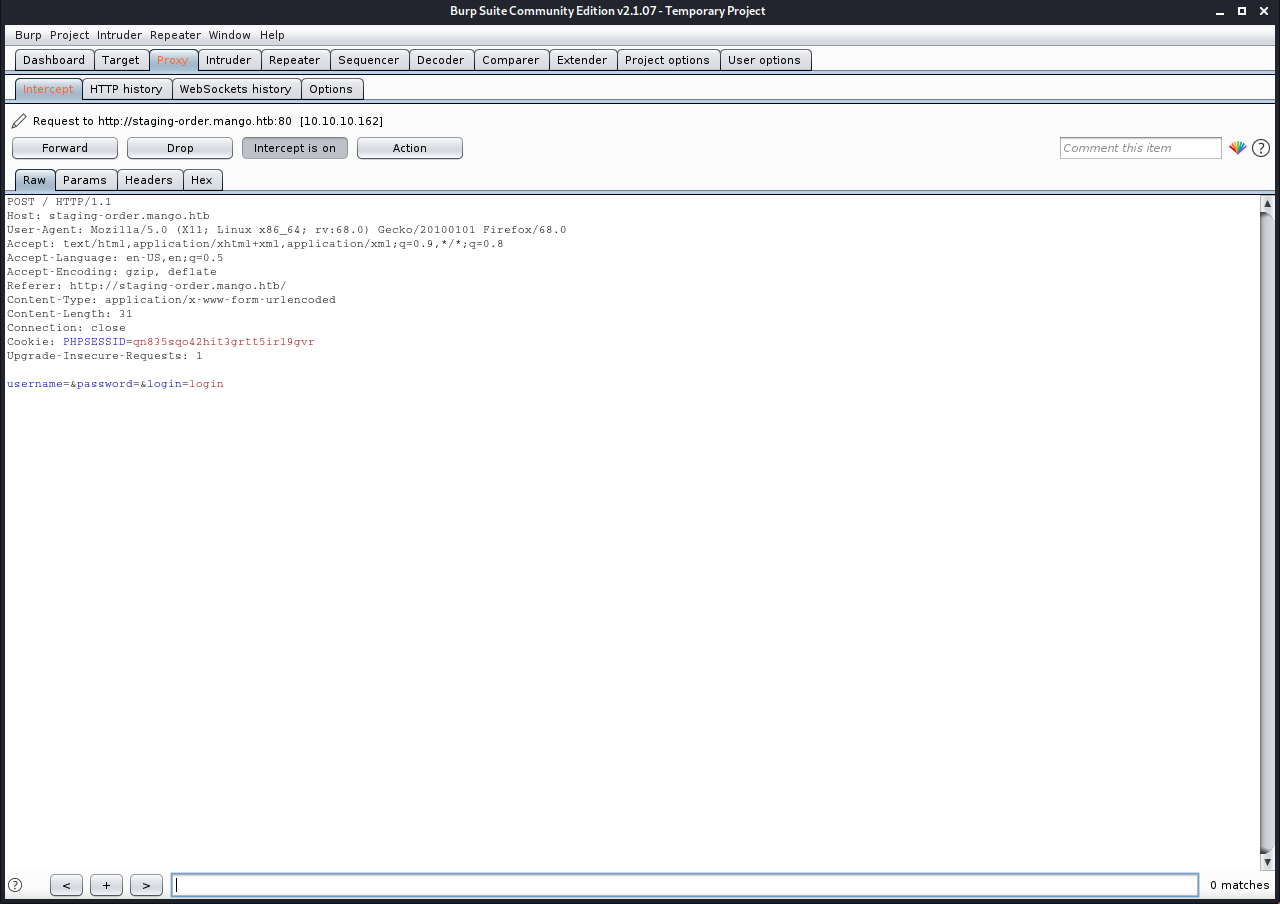 Burp Suite Community Edition v2.1.07 - Temporary Project
Burp Project Intruder Repeater Window Help
Dashboard Target Proxy Intruder Repeater Sequencer Decoder Comparer Extender Project options User options
Intercept HTTP history WebSockets history Options
Request to http://staging-order.mango.htb:80 [10.10.10.162]
Forward Drop Intercept is on Action Comment this item ?
Raw Params Headers Hex
POST / HTTP/1.1
Host: staging-order.mango.htb
User-Agent: Mozilla/5.0 (X11; Linux x86_64; rv:68.0) Gecko/20100101 Firefox/68.0
Accept: text/html,application/xhtml+xml,application/xml;q=0.9,*/*;q=0.8
Accept-Language: en-US,en;q=0.5
Accept-Encoding: gzip, deflate
Referer: http://staging-order.mango.htb/
Content-Type: application/x-www-form-urlencoded
Content-Length: 31
Connection: close
Cookie: PHPSESSID=qn835sqo42hit3grtt5irl9gvr
Upgrade-Insecure-Requests: 1
username=&password=&login=login
? < + > 0 matches